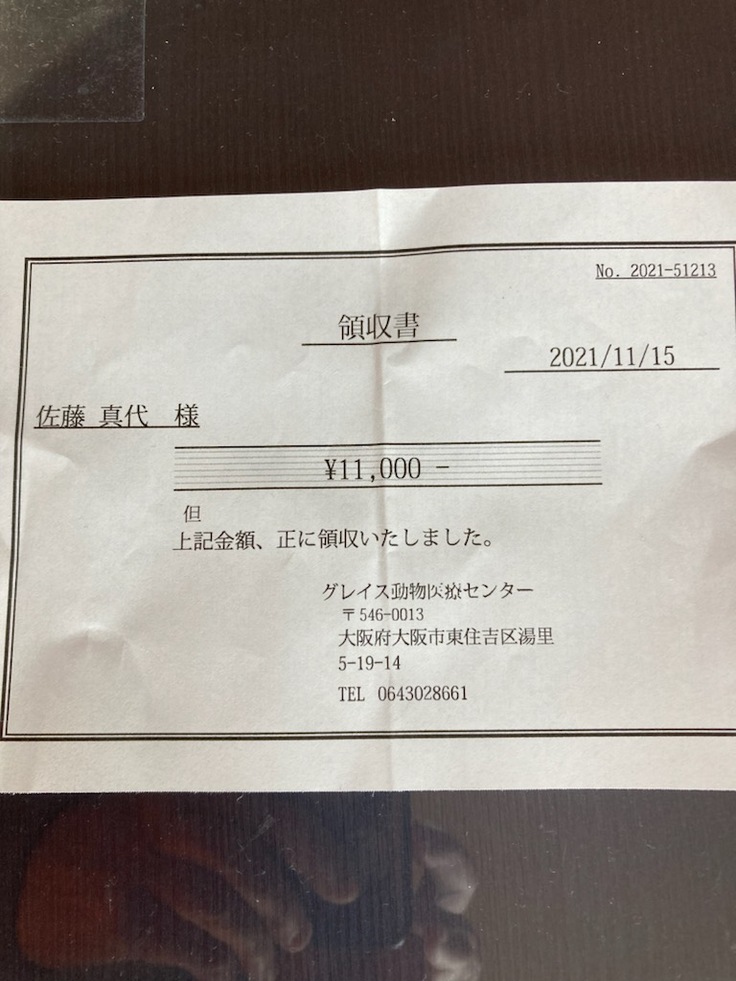 No. 2021-51213
領収書
2021/11/15
佐藤 真代 様
¥11,000 −
但
上記金額、正に領収いたしました。
グレイス動物医療センター
〒546-0013
大阪府大阪市東住吉区湯里
5-19-14
TEL 0643028661